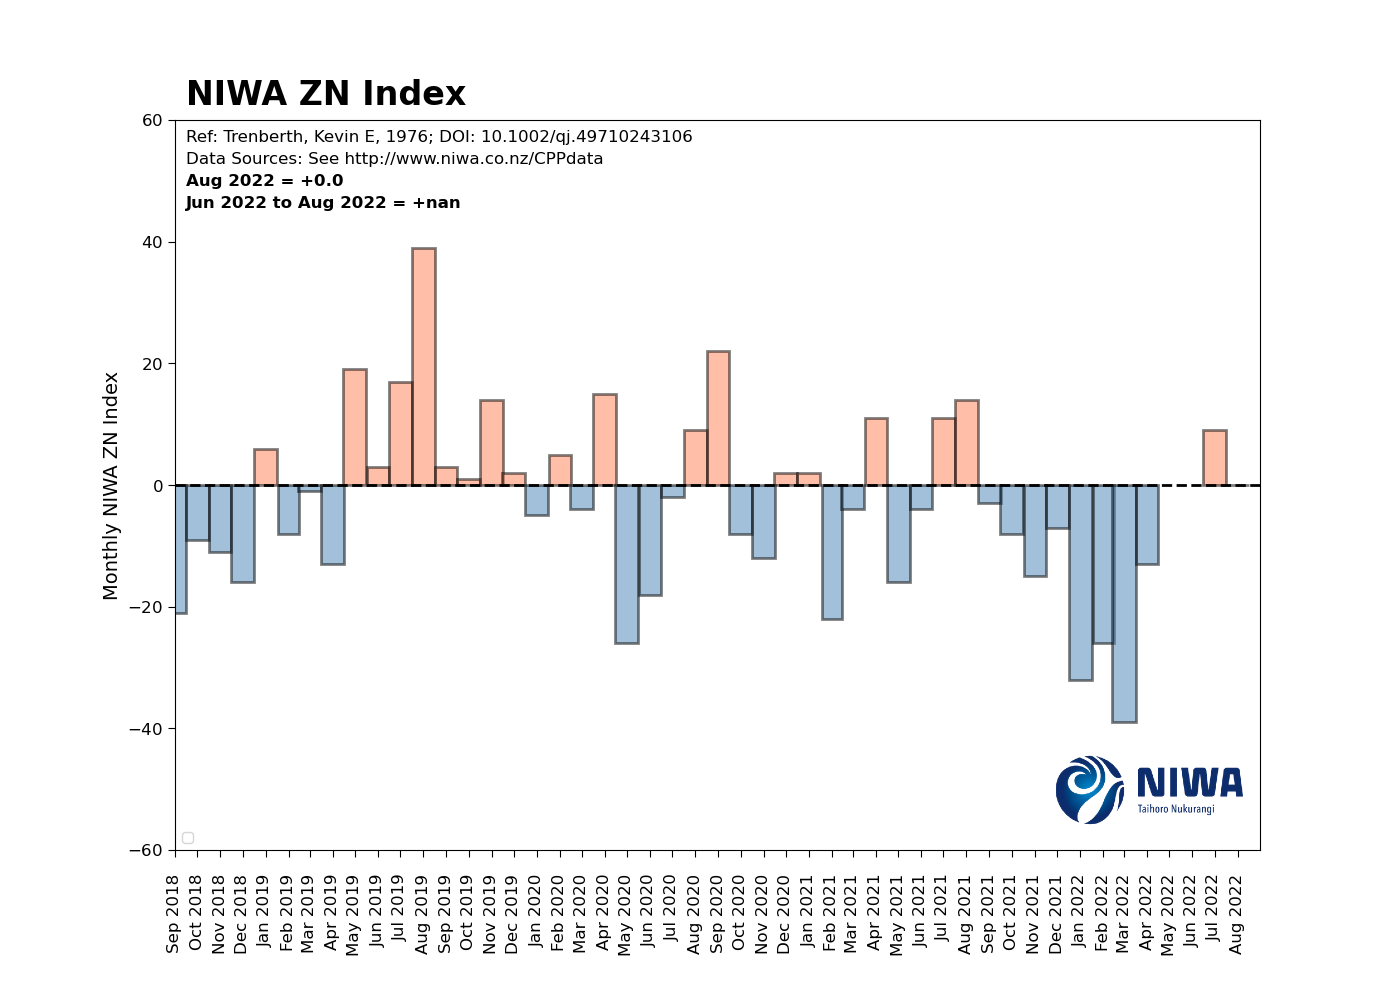 NIWA ZN Index
Ref: Trenberth, Kevin E, 1976; DOI: 10.1002/qj.49710243106
Data Sources: See http://www.niwa.co.nz/CPPdata
Aug 2022 = +0.0
Jun 2022 to Aug 2022 = +nan
Monthly NIWA ZN Index
60
40
20
0
−20
−40
−60
NIWA
Taihoro Nukurangi
Sep 2018
Oct 2018
Nov 2018
Dec 2018
Jan 2019
Feb 2019
Mar 2019
Apr 2019
May 2019
Jun 2019
Jul 2019
Aug 2019
Sep 2019
Oct 2019
Nov 2019
Dec 2019
Jan 2020
Feb 2020
Mar 2020
Apr 2020
May 2020
Jun 2020
Jul 2020
Aug 2020
Sep 2020
Oct 2020
Nov 2020
Dec 2020
Jan 2021
Feb 2021
Mar 2021
Apr 2021
May 2021
Jun 2021
Jul 2021
Aug 2021
Sep 2021
Oct 2021
Nov 2021
Dec 2021
Jan 2022
Feb 2022
Mar 2022
Apr 2022
May 2022
Jun 2022
Jul 2022
Aug 2022